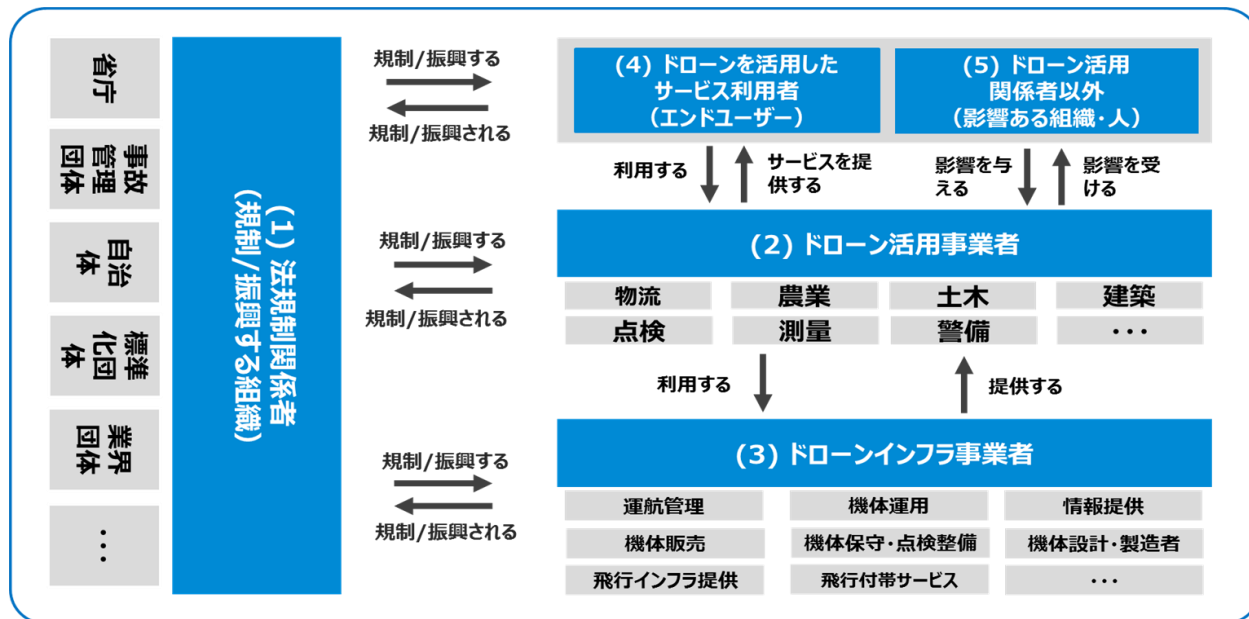 省庁
事故
管理
団体
自治
体
標準
化団
体
業界
団体
・・・
(1) 法規制関係者
(規制/振興する組織)
規制/振興する
規制/振興される
規制/振興する
規制/振興される
規制/振興する
規制/振興される
(4) ドローンを活用した
サービス利用者
(エンドユーザー)
(5) ドローン活用
関係者以外
(影響ある組織・人)
利用する
サービスを提
供する
影響を与
える
影響を受
ける
(2) ドローン活用事業者
物流
農業
土木
建築
点検
測量
警備
・・・
利用する
提供する
(3) ドローンインフラ事業者
運航管理
機体運用
情報提供
機体販売
機体保守・点検整備
機体設計・製造者
飛行インフラ提供
飛行付帯サービス
・・・